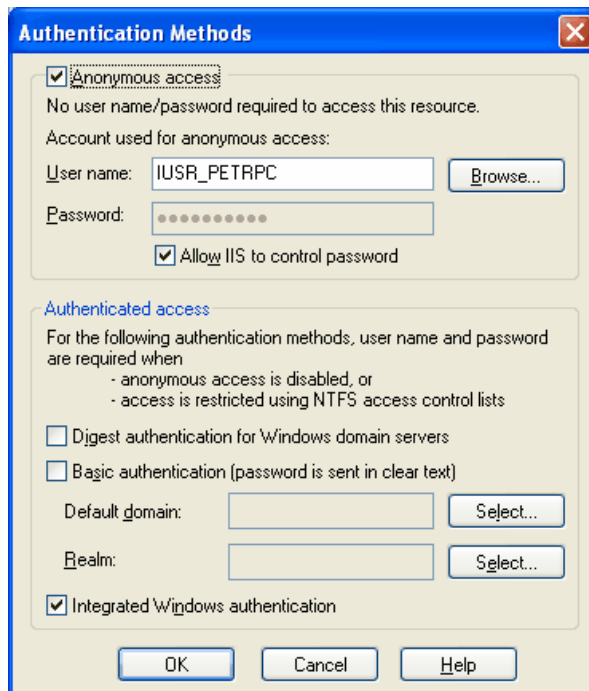 Authentication Methods
Anonymous access
No user name/password required to access this resource.
Account used for anonymous access:
User name: IUSR_PETRPC Browse...
Password: ●●●●●●●●●●
Allow IIS to control password
Authenticated access
For the following authentication methods, user name and password
are required when
- anonymous access is disabled, or
- access is restricted using NTFS access control lists
Digest authentication for Windows domain servers
Basic authentication (password is sent in clear text)
Default domain: Select...
Realm: Select...
Integrated Windows authentication
OK Cancel Help